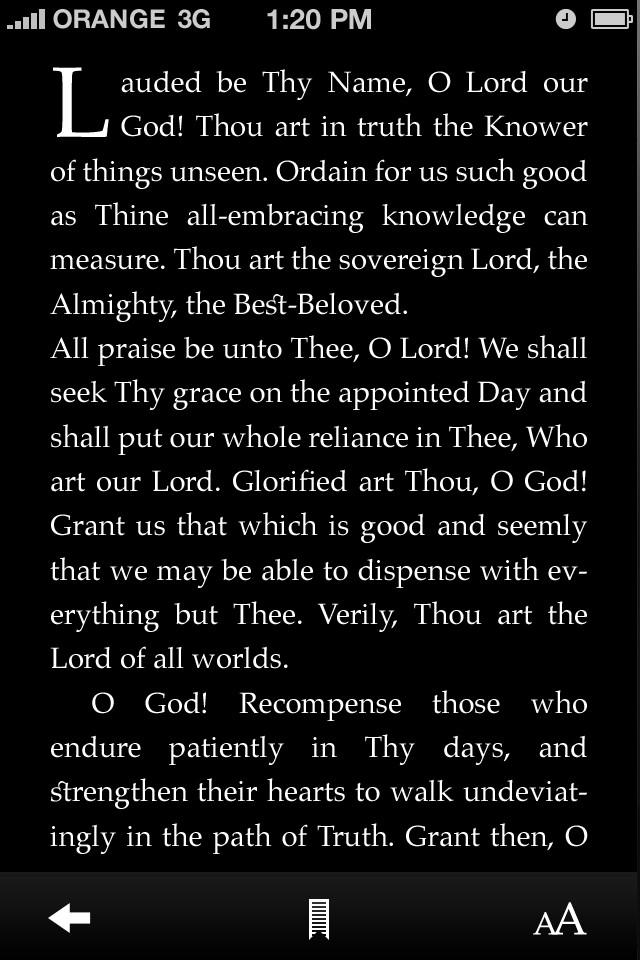 ORANGE 3G 1:20 PM
Lauded be Thy Name, O Lord our
God! Thou art in truth the Knower
of things unseen. Ordain for us such good
as Thine all-embracing knowledge can
measure. Thou art the sovereign Lord, the
Almighty, the Best-Beloved.
All praise be unto Thee, O Lord! We shall
seek Thy grace on the appointed Day and
shall put our whole reliance in Thee, Who
art our Lord. Glorified art Thou, O God!
Grant us that which is good and seemly
that we may be able to dispense with ev-
erything but Thee. Verily, Thou art the
Lord of all worlds.
O God! Recompense those who
endure patiently in Thy days, and
strengthen their hearts to walk undeviat-
ingly in the path of Truth. Grant then, O
AA